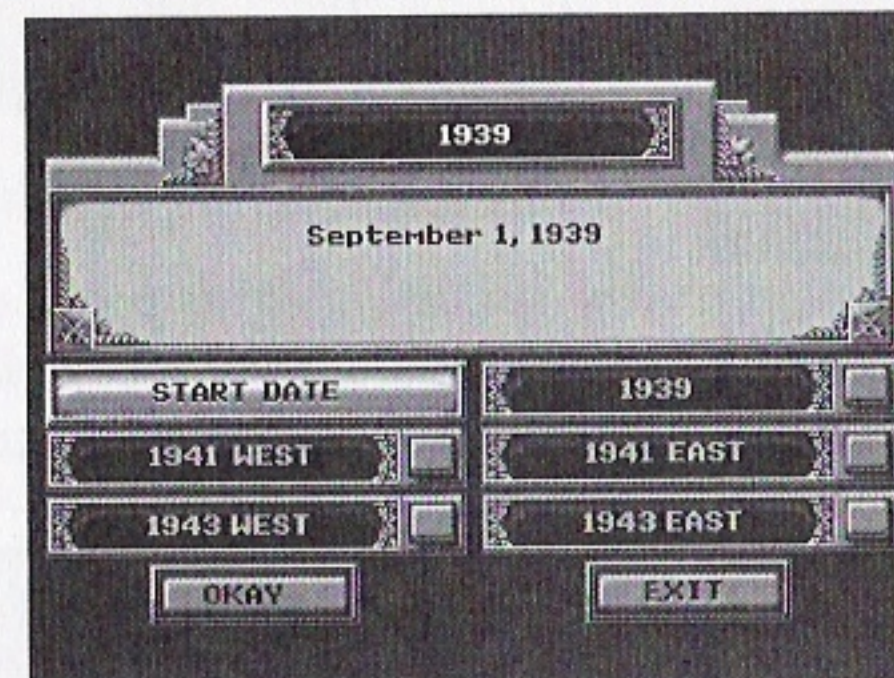 1939
September 1, 1939
START DATE
1939
1941 WEST
1941 EAST
1943 WEST
1943 EAST
OKAY
EXIT